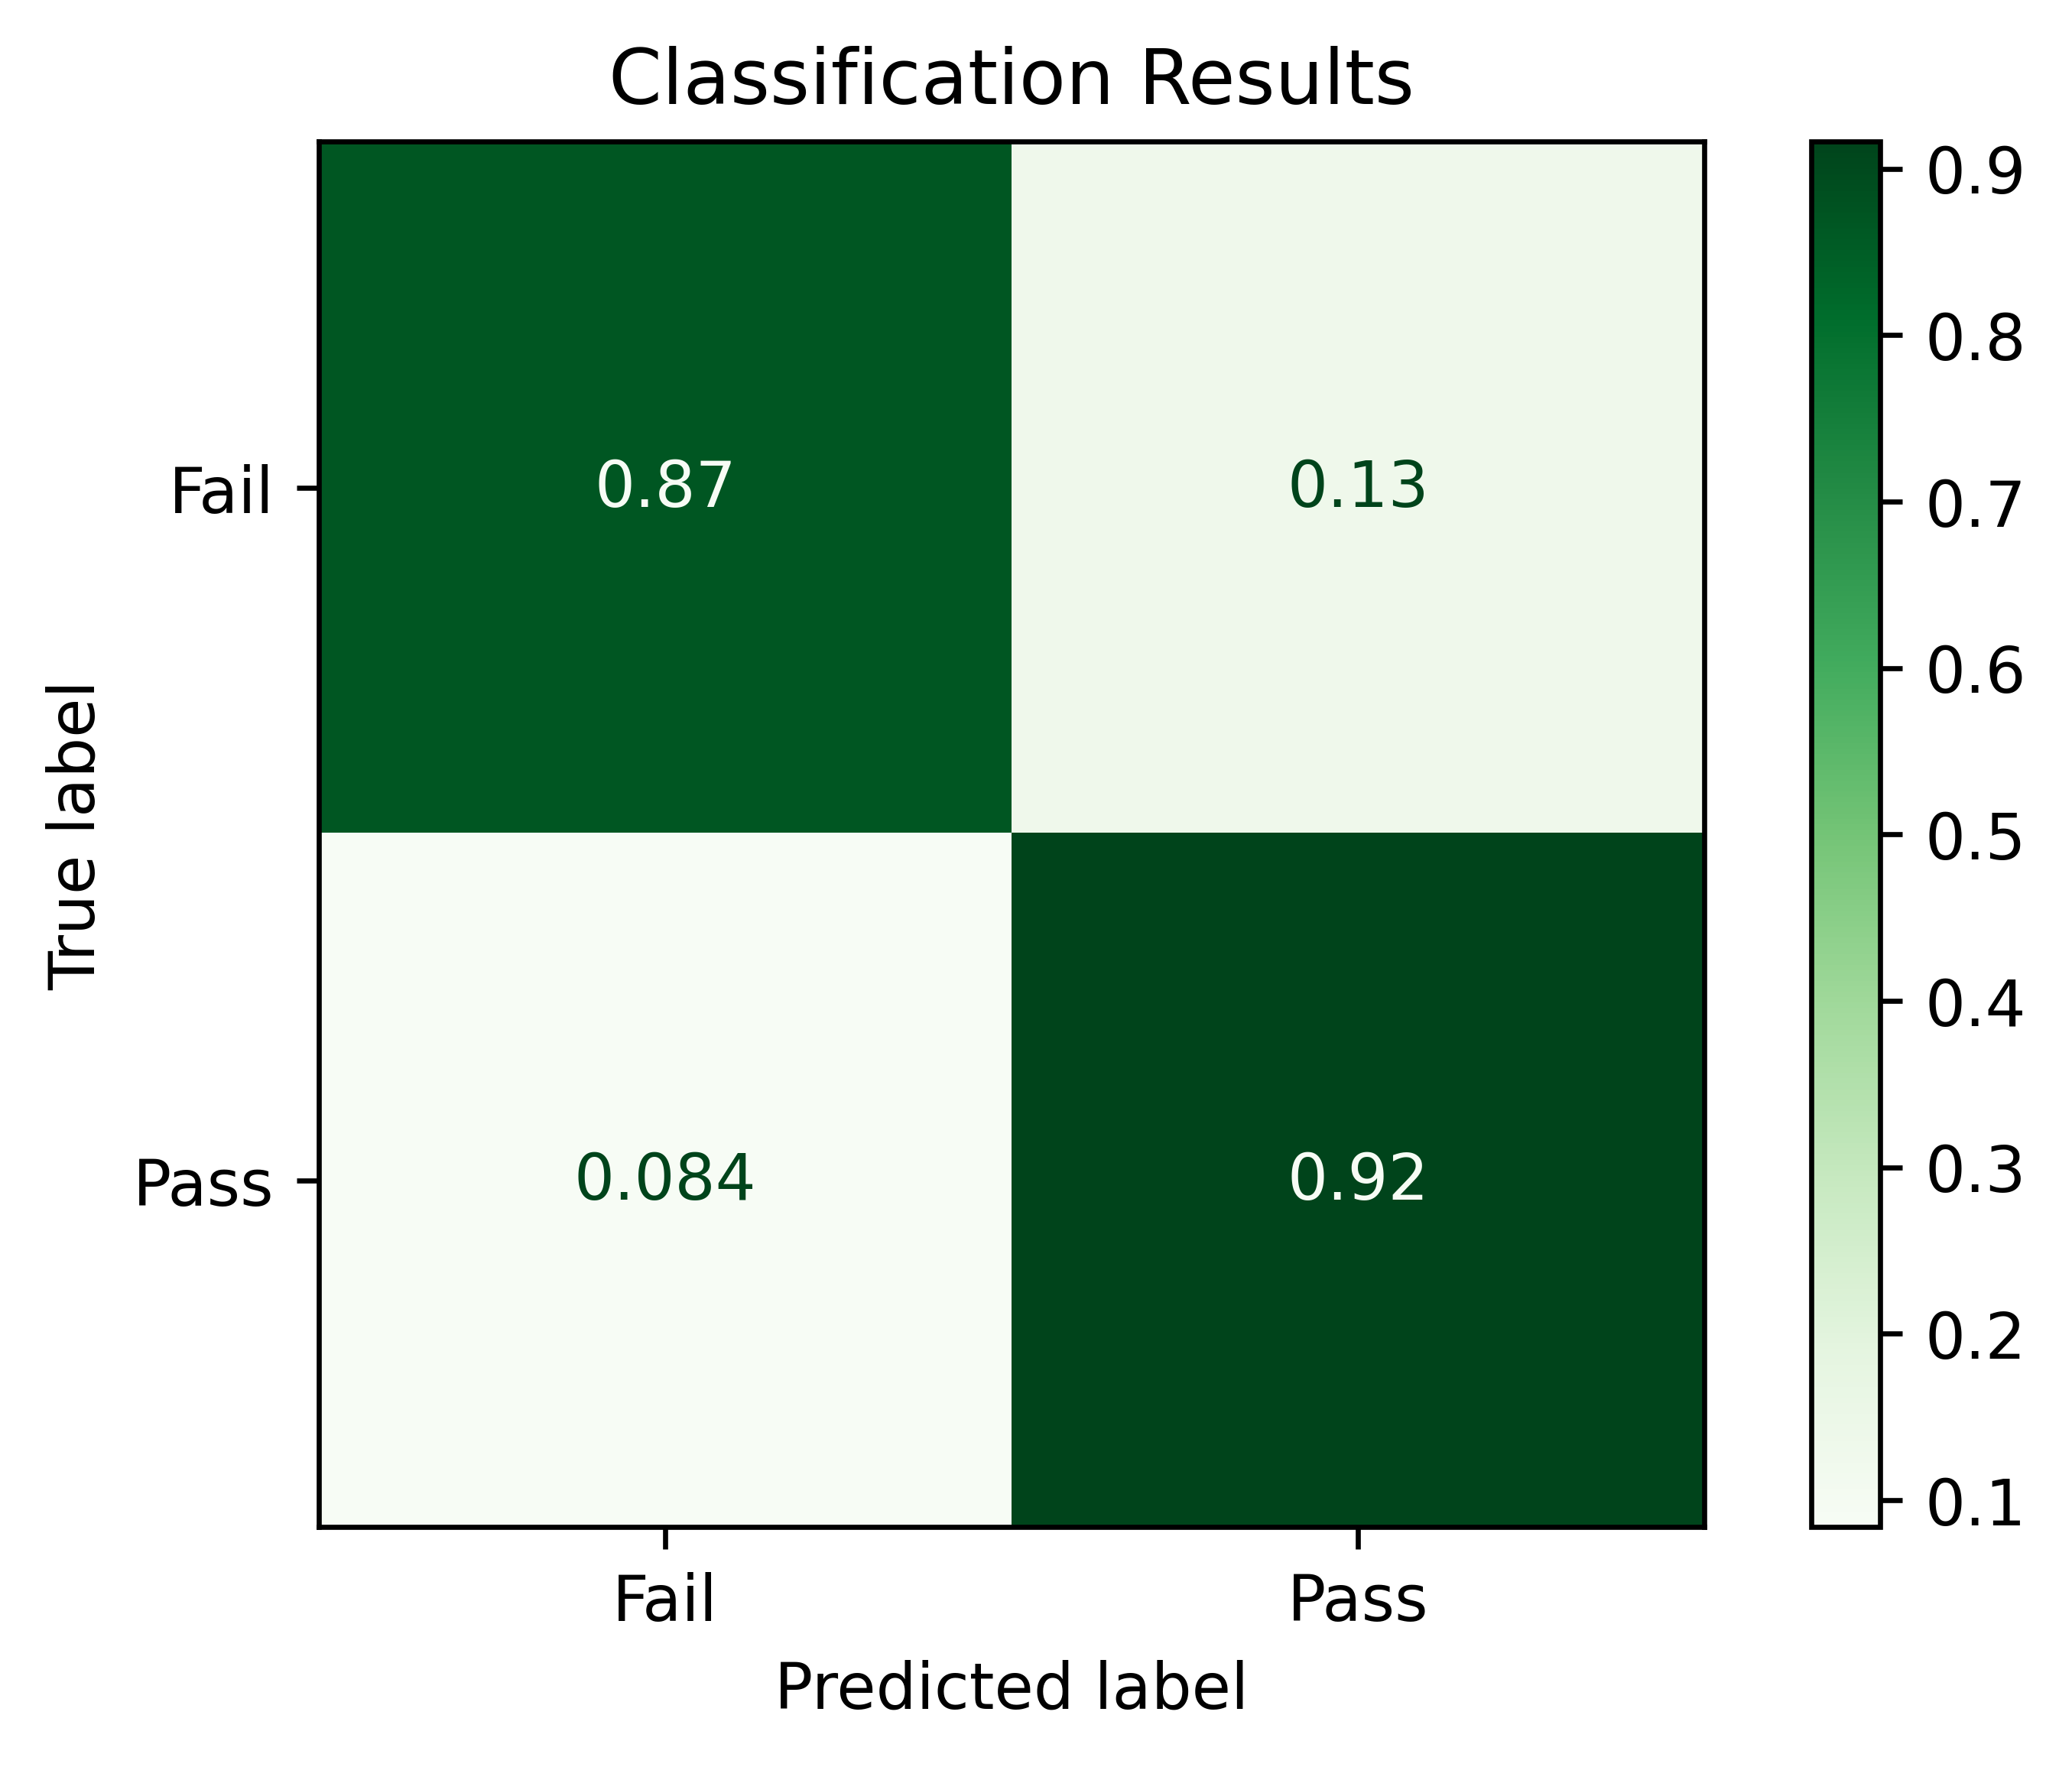 Classification Results
True label
Fail
0.87
0.13
Pass
0.084
0.92
Fail
Pass
Predicted label
0.9
0.8
0.7
0.6
0.5
0.4
0.3
0.2
0.1